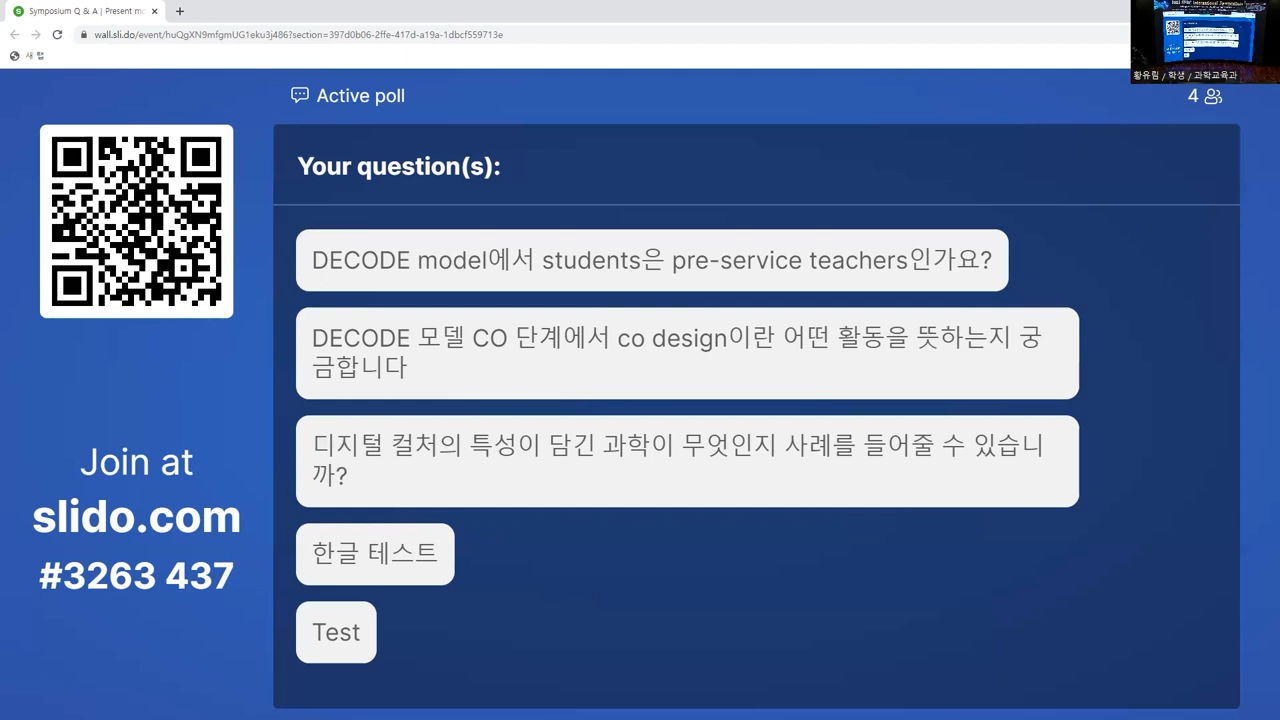 Symposium Q & A | Present mo
wall.sli.do/event/huQgXN9mfgmUG1eku3j486?section=397d0b06-2ffe-417d-a19a-1dbcf559713e
새 탭
황유림 / 학생 / 과학교육과
Active poll
4
Your question(s):
DECODE model에서 students은 pre-service teachers인가요?
DECODE 모델 CO 단계에서 co design이란 어떤 활동을 뜻하는지 궁
금합니다
디지털 컬처의 특성이 담긴 과학이 무엇인지 사례를 들어줄 수 있습니
까?
한글 테스트
Test
Join at
slido.com
#3263 437